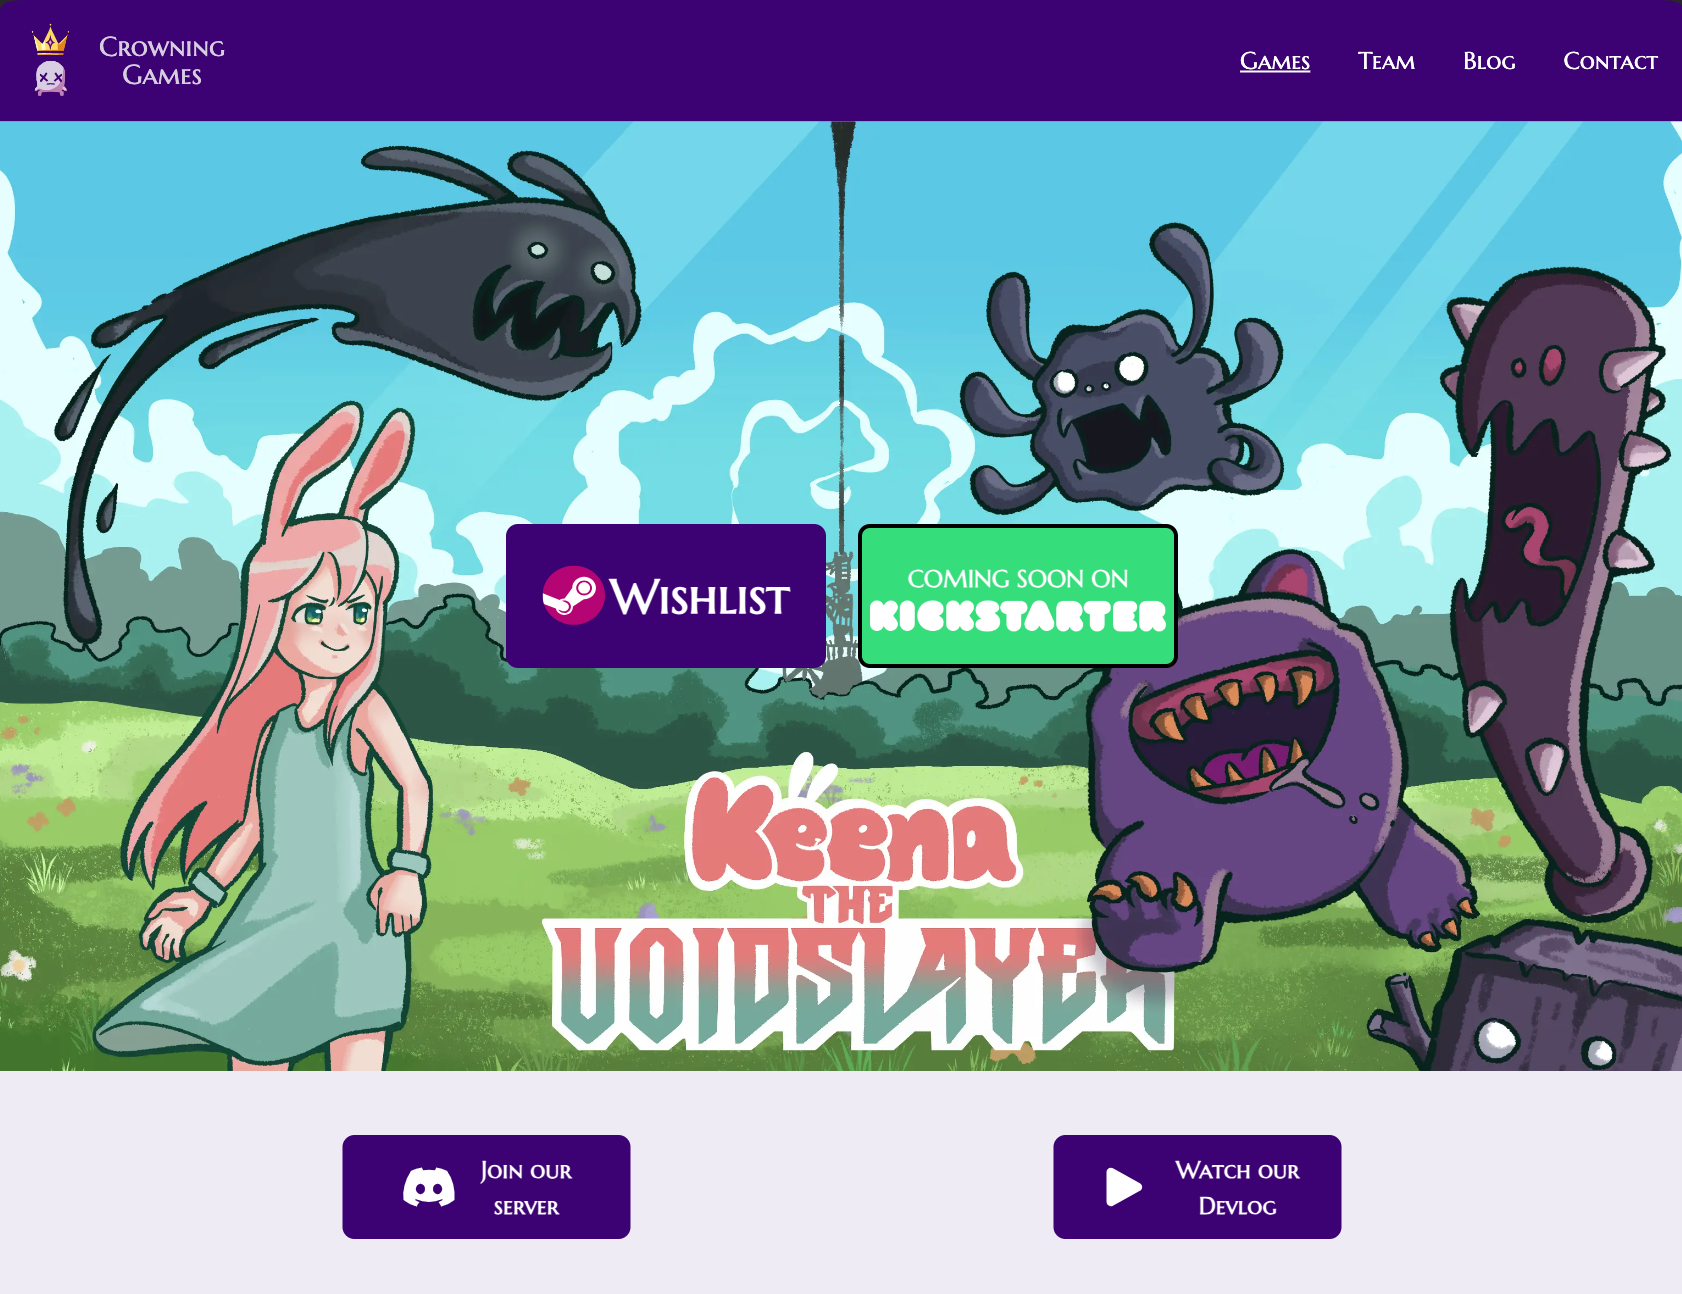 Crowning
Games
Games
Team
Blog
Contact
Wishlist
COMING SOON ON
KICKSTARTER
Keena
THE
VOIDSLAYER
Join our
server
Watch our
Devlog